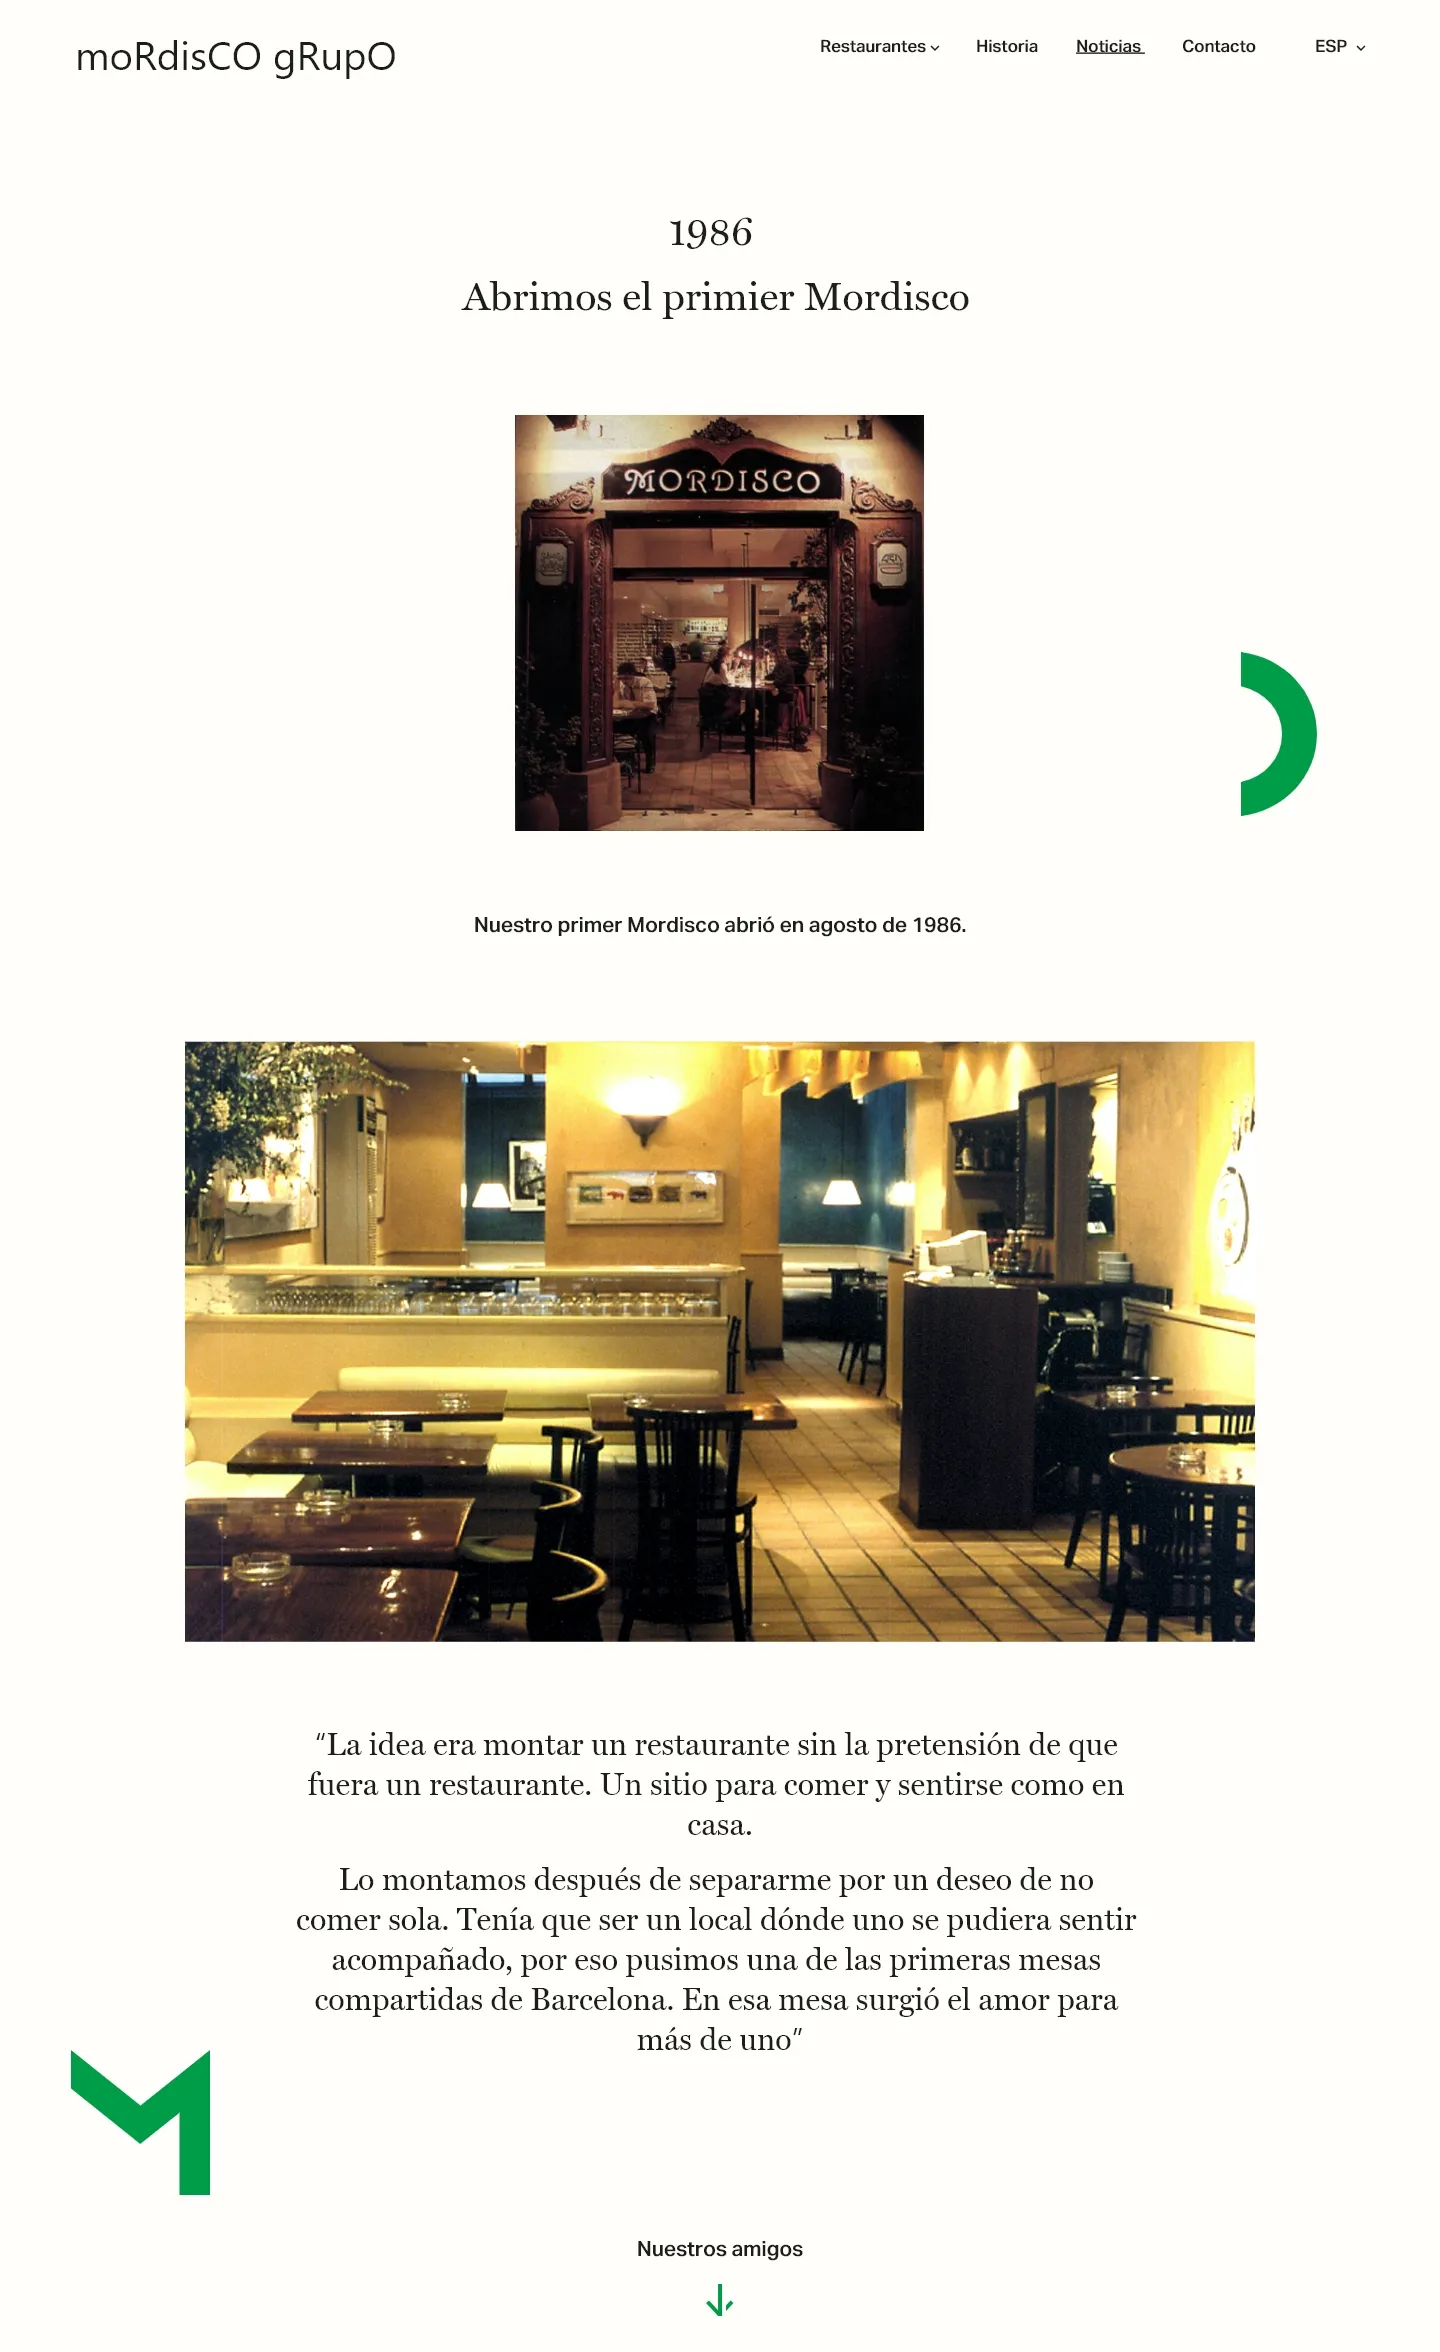 moRdisCO gRupO
Restaurantes Historia Noticias Contacto ESP
1986
Abrimos el primier Mordisco
MORDISCO
Nuestro primer Mordisco abrió en agosto de 1986.
"La idea era montar un restaurante sin la pretensión de que
fuera un restaurante. Un sitio para comer y sentirse como en
casa.
Lo montamos después de separarme por un deseo de no
comer sola. Tenía que ser un local dónde uno se pudiera sentir
acompañado, por eso pusimos una de las primeras mesas
compartidas de Barcelona. En esa mesa surgió el amor para
más de uno"
Nuestros amigos